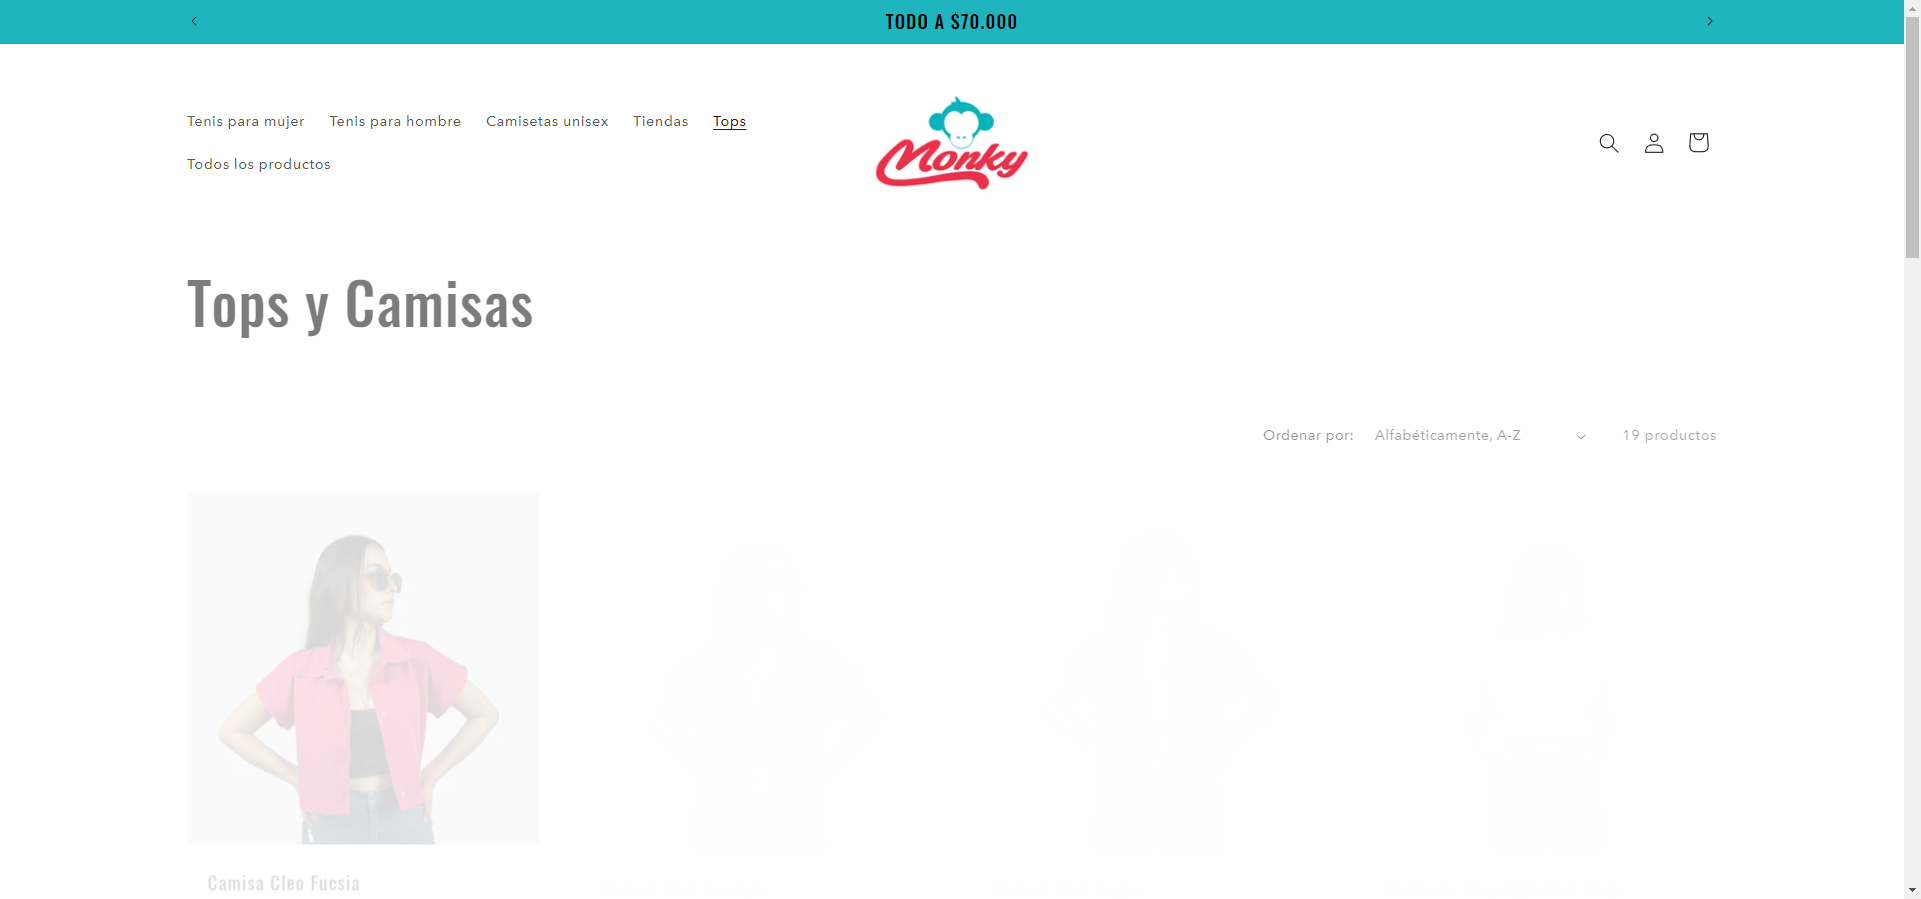 TODO A $70.000
Tenis para mujer
Tenis para hombre
Camisetas unisex
Tiendas
Tops
Todos los productos
Monky
Tops y Camisas
Ordenar por:
Alfabéticamente, A-Z
19 productos
Camisa Cleo Fucsia